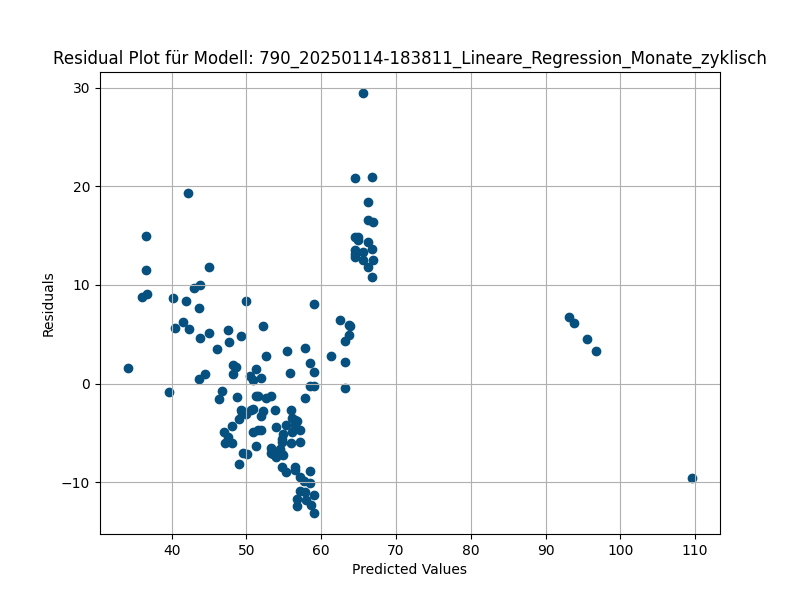 Residual Plot für Modell: 790_20250114-183811_Lineare_Regression_Monate_zyklisch
30
20
10
0
−10
Residuals
40 50 60 70 80 90 100 110
Predicted Values